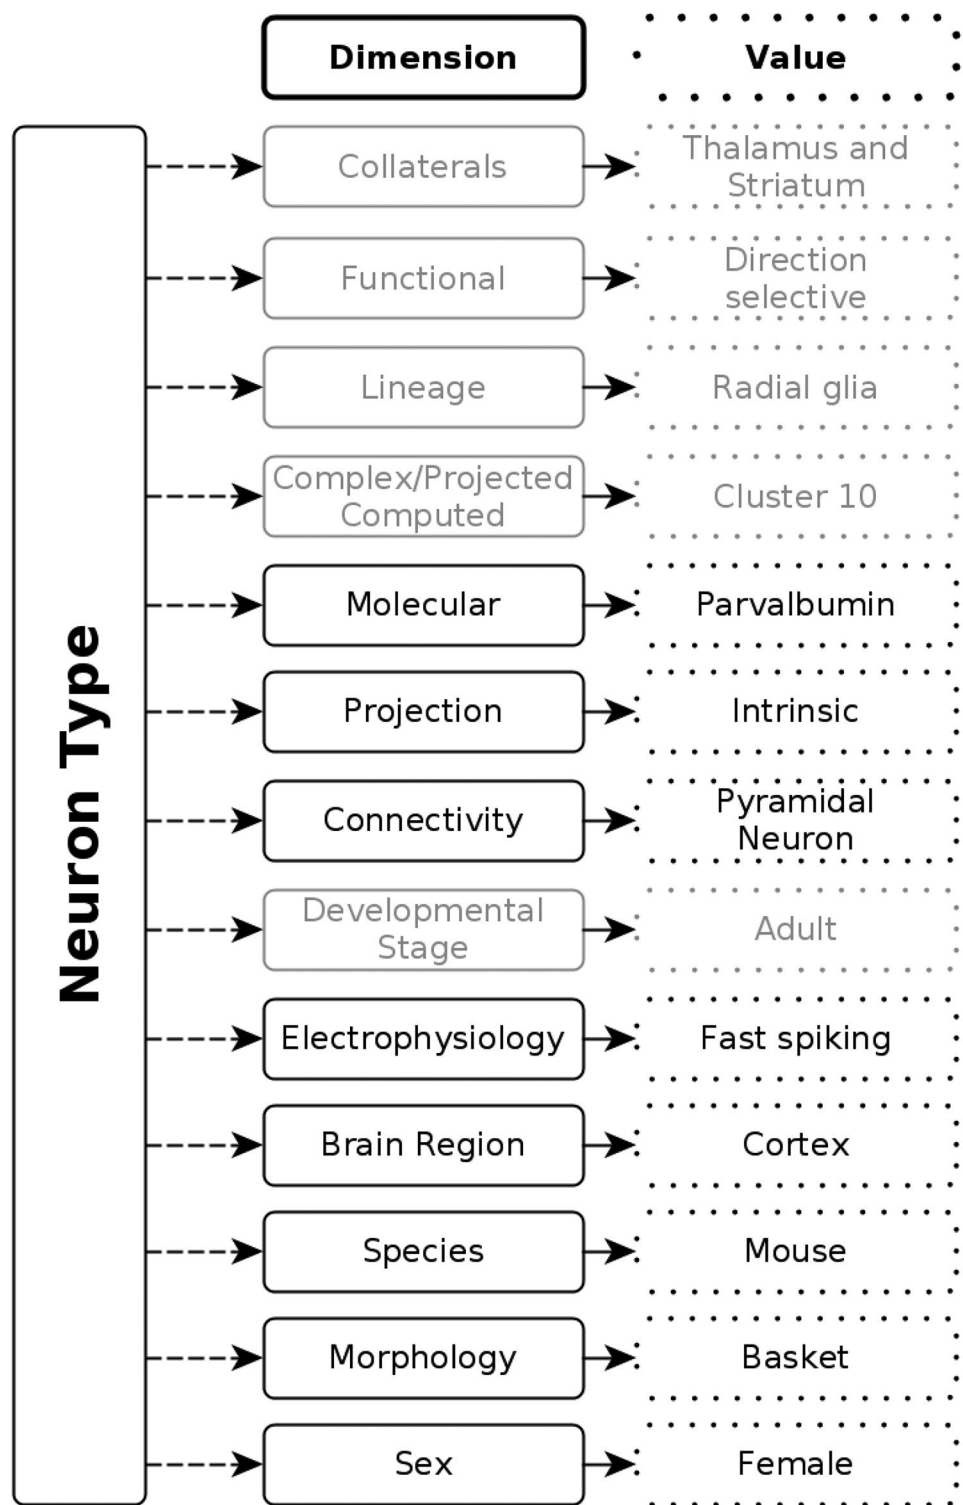 Dimension
Value
Neuron Type
Collaterals
Thalamus and
Striatum
Functional
Direction
selective
Lineage
Radial glia
Complex/Projected
Computed
Cluster 10
Molecular
Parvalbumin
Projection
Intrinsic
Connectivity
Pyramidal
Neuron
Developmental
Stage
Adult
Electrophysiology
Fast spiking
Brain Region
Cortex
Species
Mouse
Morphology
Basket
Sex
Female